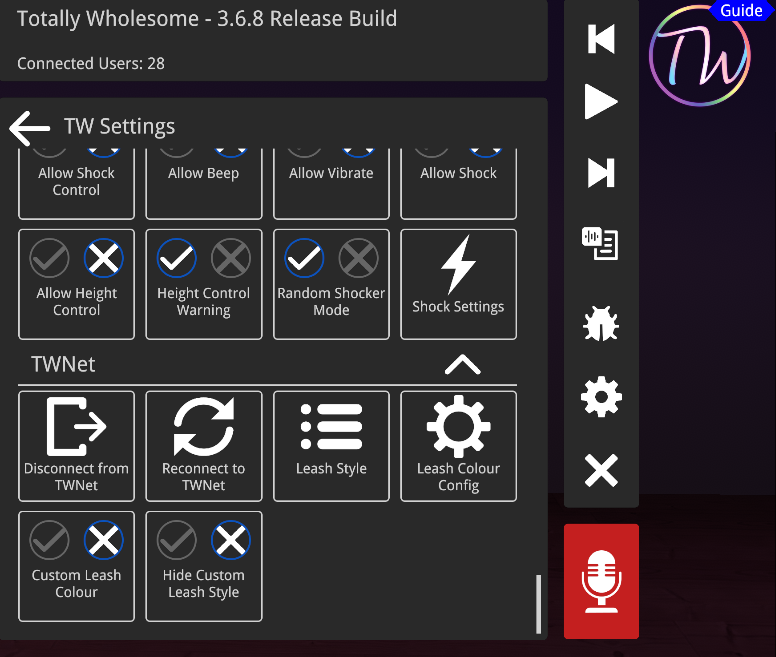 Totally Wholesome - 3.6.8 Release Build
Guide
Connected Users: 28
TW
TW Settings
Allow Shock
Control
Allow Beep
Allow Vibrate
Allow Shock
Allow Height
Control
Height Control
Warning
Random Shocker
Mode
Shock Settings
TWNet
Disconnect from
TWNet
Reconnect to
TWNet
Leash Style
Leash Colour
Config
Custom Leash
Colour
Hide Custom
Leash Style